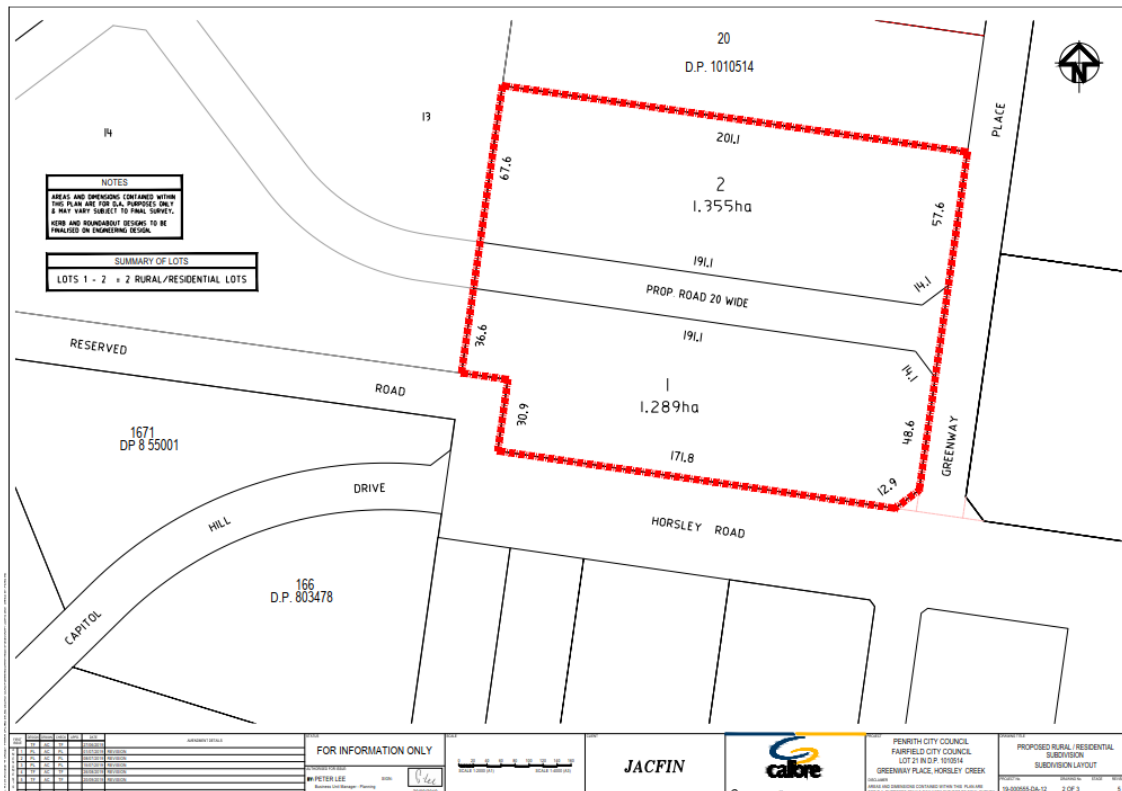 20
D.P. 1010514
N
PLACE
14
13
201.1
67.6
2
1.355ha
57.6
NOTES
AREAS AND DIMENSIONS CONTAINED WITHIN
THIS PLAN ARE FOR D.A. PURPOSES ONLY
& MAY VARY SUBJECT TO FINAL SURVEY.
KERB AND ROUNDABOUT DESIGNS TO BE
FINALISED ON ENGINEERING DESIGN.
SUMMARY OF LOTS
LOTS 1 - 2 = 2 RURAL/RESIDENTIAL LOTS
191.1
14.1
PROP. ROAD 20 WIDE
191.1
14.1
36.6
RESERVED
ROAD
1
1.289ha
30.9
48.6
GREENWAY
171.8
12.9
1671
DP 8 55001
DRIVE
HILL
CAPITOL
HORSLEY ROAD
166
D.P. 803478
FOR INFORMATION ONLY
BY: PETER LEE
Business Unit Manager - Planning
JACFIN
calibre
PENRITH CITY COUNCIL
FAIRFIELD CITY COUNCIL
LOT 21 IN D.P. 1010514
GREENWAY PLACE, HORSLEY CREEK
PROPOSED RURAL / RESIDENTIAL
SUBDIVISION
SUBDIVISION LAYOUT
19-000555-DA-12
2 OF 3